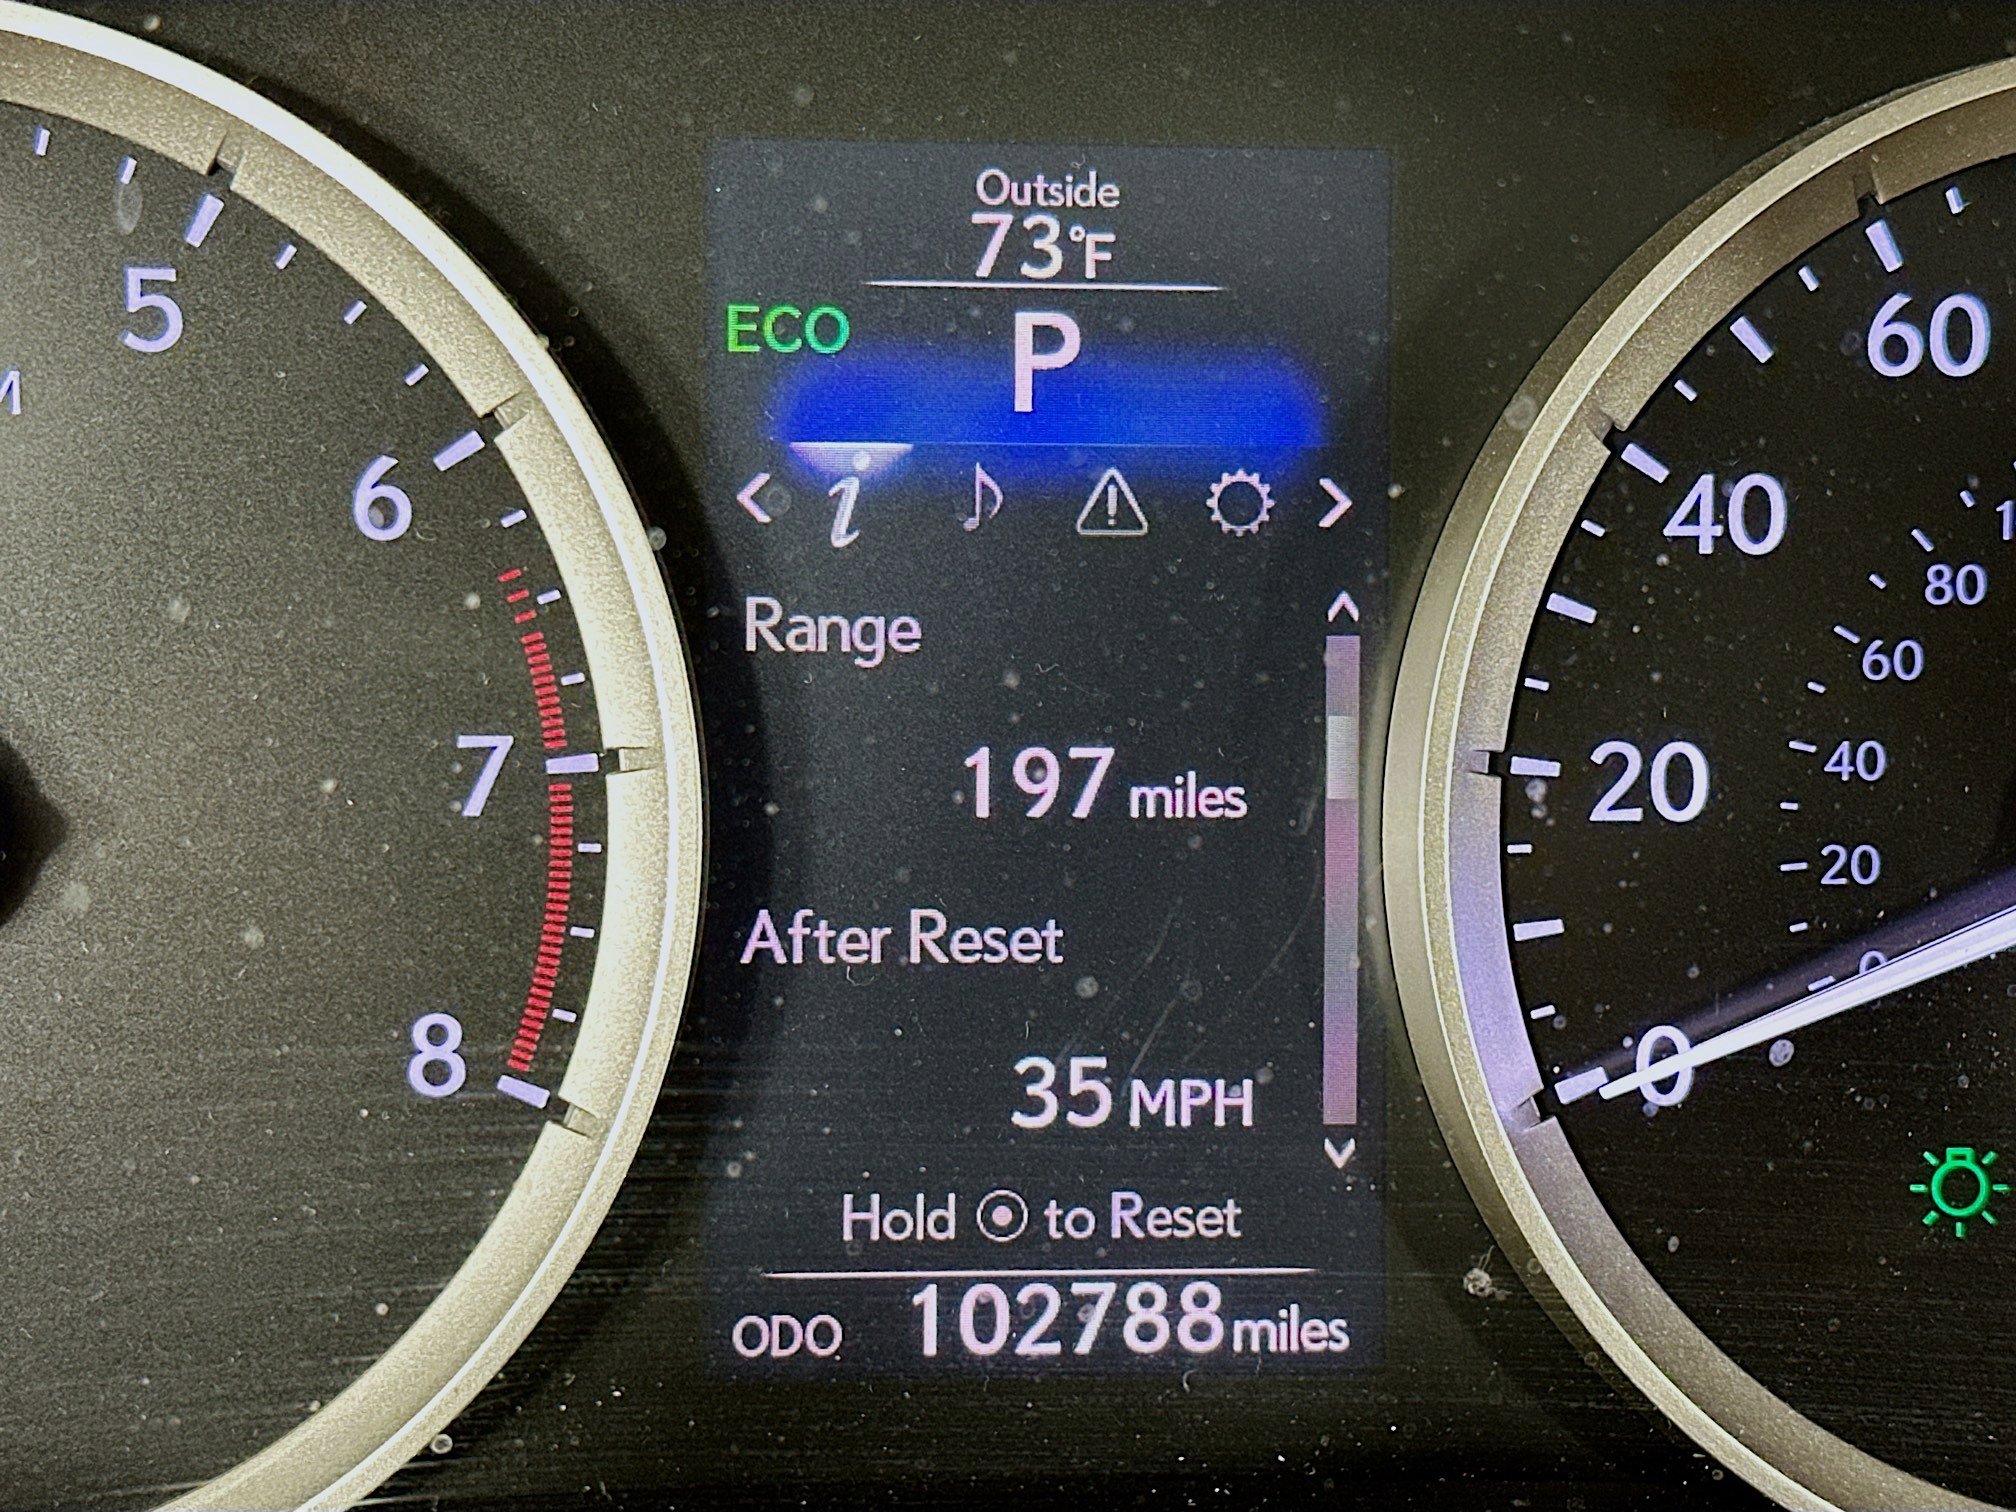 Outside
73°F
ECO
P
Range
197 miles
After Reset
35 MPH
Hold to Reset
ODO 102788 miles
5
6
7
8
60
40
20
0
80
60
40
20
0